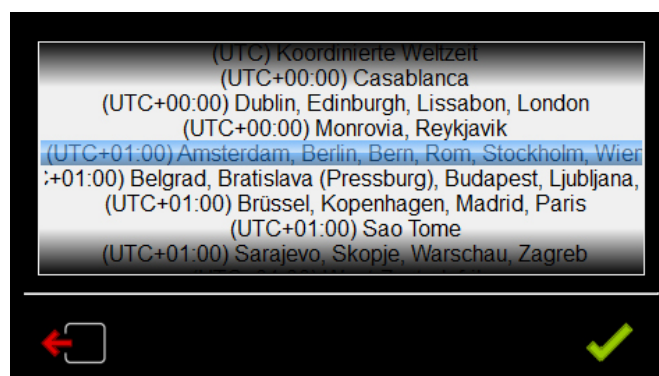 (UTC) Koordinierte Weltzeit
(UTC+00:00) Casablanca
(UTC+00:00) Dublin, Edinburgh, Lissabon, London
(UTC+00:00) Monrovia, Reykjavik
(UTC+01:00) Amsterdam, Berlin, Bern, Rom, Stockholm, Wien
+01:00) Belgrad, Bratislava (Pressburg), Budapest, Ljubljana,
(UTC+01:00) Brüssel, Kopenhagen, Madrid, Paris
(UTC+01:00) Sao Tome
(UTC+01:00) Sarajevo, Skopje, Warschau, Zagreb